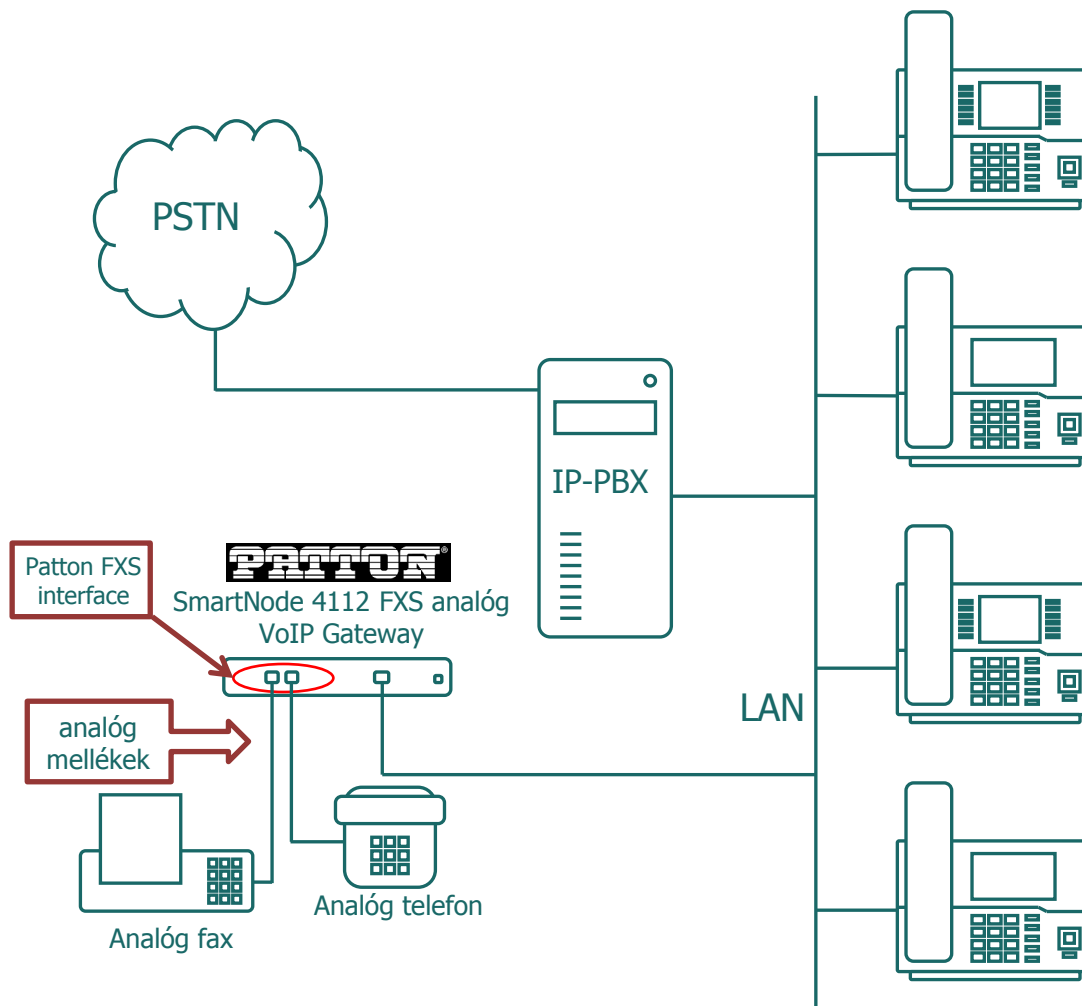 PSTN
IP-PBX
Patton FXS
interface
PATTON®
SmartNode 4112 FXS analóg
VoIP Gateway
LAN
analóg
mellékek
Analóg telefon
Analóg fax